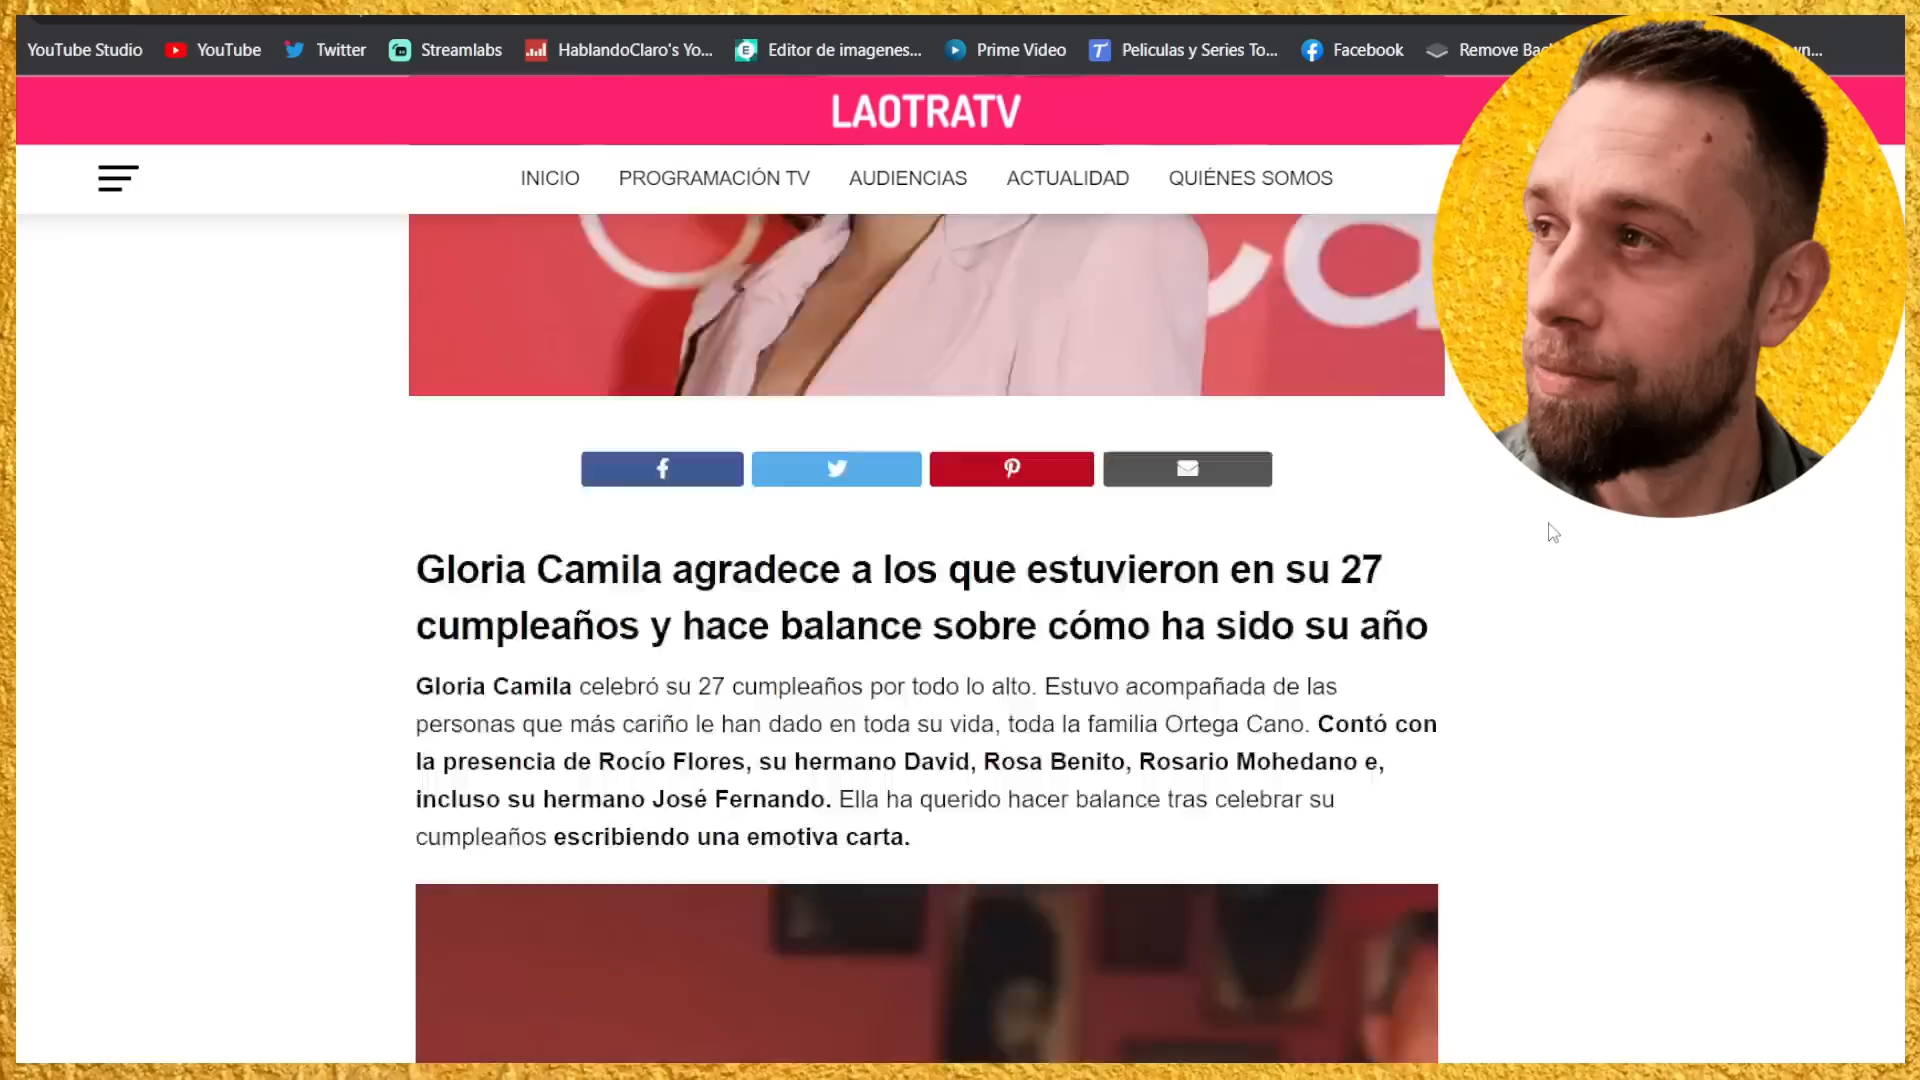 YouTube Studio YouTube Twitter Streamlabs HablandoClaro's Yo... Editor de imagenes... Prime Video Peliculas y Series To... Facebook Remove
LAOTRATV
INICIO PROGRAMACIÓN TV AUDIENCIAS ACTUALIDAD QUIÉNES SOMOS
Gloria Camila agradece a los que estuvieron en su 27
cumpleaños y hace balance sobre cómo ha sido su año
Gloria Camila celebró su 27 cumpleaños por todo lo alto. Estuvo acompañada de las
personas que más cariño le han dado en toda su vida, toda la familia Ortega Cano. Contó con
la presencia de Rocío Flores, su hermano David, Rosa Benito, Rosario Mohedano e,
incluso su hermano José Fernando. Ella ha querido hacer balance tras celebrar su
cumpleaños escribiendo una emotiva carta.